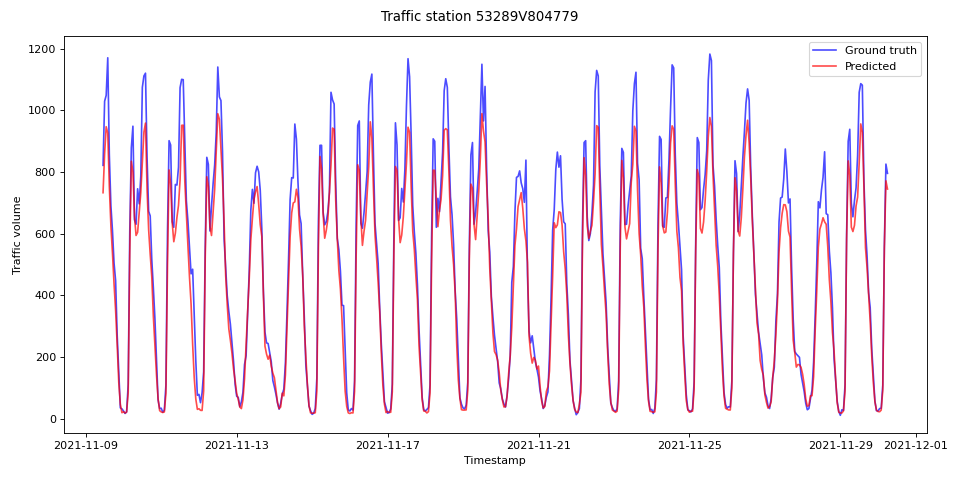 Traffic station 53289V804779
Ground truth
Predicted
1200
1000
800
600
400
200
0
Traffic volume
2021-11-09
2021-11-13
2021-11-17
2021-11-21
2021-11-25
2021-11-29
2021-12-01
Timestamp